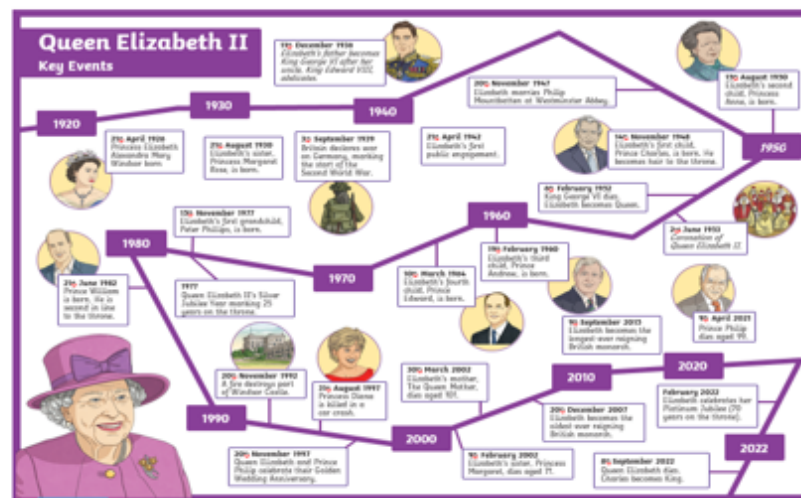 Queen Elizabeth II
Key Events
11th December 1936
Elizabeth's father becomes
King George VI after her
uncle, King Edward VIII,
abdicates.
20th November 1947
Elizabeth marries Philip
Mountbatten at Westminster Abbey.
15th August 1950
Elizabeth's second
child, Princess
Anne, is born.
1920
1930
1940
1950
21st April 1926
Princess Elizabeth
Alexandra Mary
Windsor born.
21st August 1930
Elizabeth's sister,
Princess Margaret
Rose, is born.
3rd September 1939
Britain declares war
on Germany, marking
the start of the
Second World War.
21st April 1942
Elizabeth's first
public engagement.
14th November 1948
Elizabeth's first child,
Prince Charles, is born. He
becomes heir to the throne.
6th February 1952
King George VI dies.
Elizabeth becomes Queen.
2nd June 1953
Coronation of
Queen Elizabeth II.
1980
1970
1960
15th November 1977
Elizabeth's first grandchild,
Peter Phillips, is born.
19th February 1960
Elizabeth's third
child, Prince
Andrew, is born.
10th March 1964
Elizabeth's fourth
child, Prince
Edward, is born.
21st June 1982
Prince William
is born. He is
second in line to
the throne.
1977
Queen Elizabeth II's Silver
Jubilee Year marking 25
years on the throne.
9th September 2015
Elizabeth becomes the
longest-ever reigning
British monarch.
9th April 2021
Prince Philip
dies aged 99.
20th November 1992
A fire destroys part
of Windsor Castle.
31st August 1997
Princess Diana
is killed in a
car crash.
30th March 2002
Elizabeth's mother,
The Queen Mother,
dies aged 101.
2010
2020
20th December 2007
Elizabeth becomes the
oldest ever reigning
British monarch.
February 2022
Elizabeth celebrates her
Platinum Jubilee (70
years on the throne).
1990
2000
2022
20th November 1997
Queen Elizabeth and Prince
Philip celebrate their Golden
Wedding Anniversary.
9th February 2002
Elizabeth's sister, Princess
Margaret, dies aged 71.
8th September 2022
Queen Elizabeth dies.
Charles becomes King.